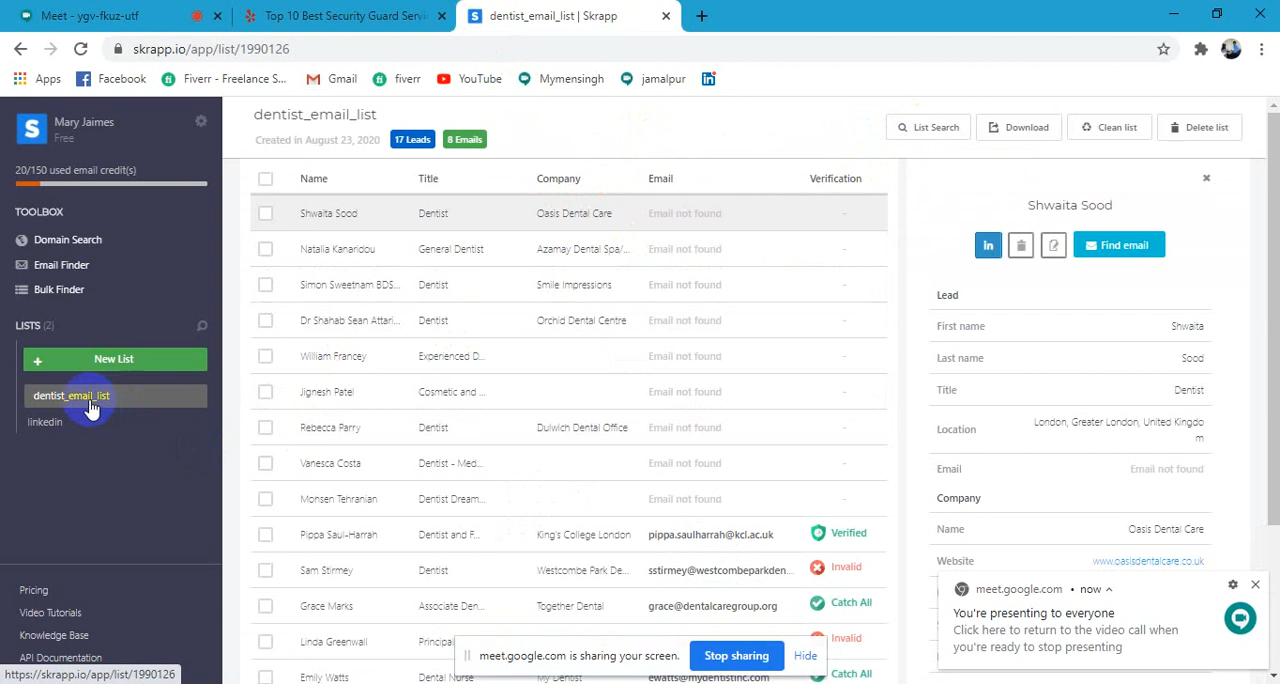 Meet - ygv-fkuz-utf
Top 10 Best Security Guard Servi
dentist_email_list | Skrapp
skrapp.io/app/list/1990126
Apps Facebook Fiverr - Freelance S... Gmail fiverr YouTube Mymensingh jamalpur
Mary Jaimes
Free
20/150 used email credit(s)
TOOLBOX
Domain Search
Email Finder
Bulk Finder
LISTS (2)
+ New List
dentist_email_list
linkedin
Pricing
Video Tutorials
Knowledge Base
API Documentation
https://skrapp.io/app/list/1990126
dentist_email_list
Created in August 23, 2020 17 Leads 8 Emails
List Search Download Clean list Delete list
Name Title Company Email Verification
Shwaita Sood Dentist Oasis Dental Care Email not found -
Natalia Kanaridou General Dentist Azamay Dental Spa/... Email not found -
Simon Sweetnam BDS... Dentist Smile Impressions Email not found -
Dr Shahab Sean Attari... Dentist Orchid Dental Centre Email not found -
William Francey Experienced D... Email not found -
Jignesh Patel Cosmetic and ... Email not found -
Rebecca Parry Dentist Dulwich Dental Office Email not found -
Vanesca Costa Dentist - Med... Email not found -
Monsen Tehranian Dentist Dream... Email not found -
Pippa Saul-Harrah Dentist and F... King's College London pippa.saulharrah@kcl.ac.uk Verified
Sam Stirmey Dentist Westcombe Park De... sstirmey@westcombeparkden... Invalid
Grace Marks Associate Den... Together Dental grace@dentalcaregroup.org Catch All
Linda Greenwall Principal Invalid
Emily Watts Dental Nurse My Dentist ewatts@mydentistinc.com Catch All
Shwaita Sood
in Find email
Lead
First name Shwaita
Last name Sood
Title Dentist
Location London, Greater London, United Kingdo
m
Email Email not found
Company
Name Oasis Dental Care
Website www.oasisdentalcare.co.uk
meet.google.com • now
You're presenting to everyone
Click here to return to the video call when
you're ready to stop presenting
meet.google.com is sharing your screen. Stop sharing Hide